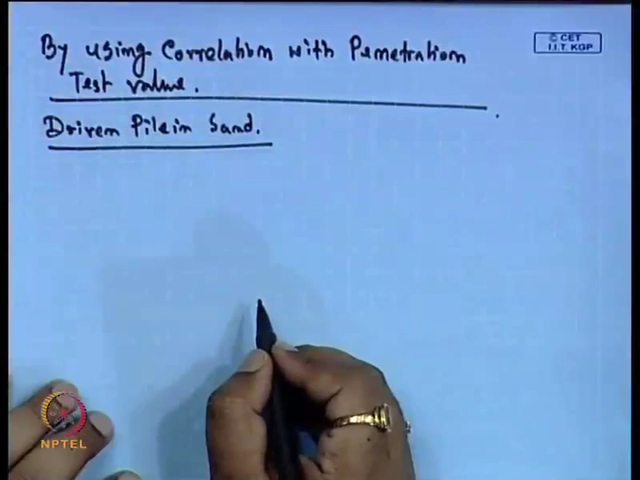 By using Correlation with Penetration
Test value.
Driven Pile in Sand.
© CET
I.I.T. KGP
NPTEL